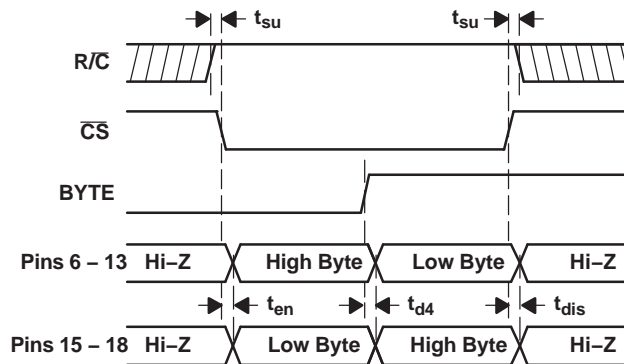 tsu tsu
R/C̅
C̅S̅
BYTE
Pins 6 – 13 Hi–Z High Byte Low Byte Hi–Z
ten td4 tdis
Pins 15 – 18 Hi–Z Low Byte High Byte Hi–Z